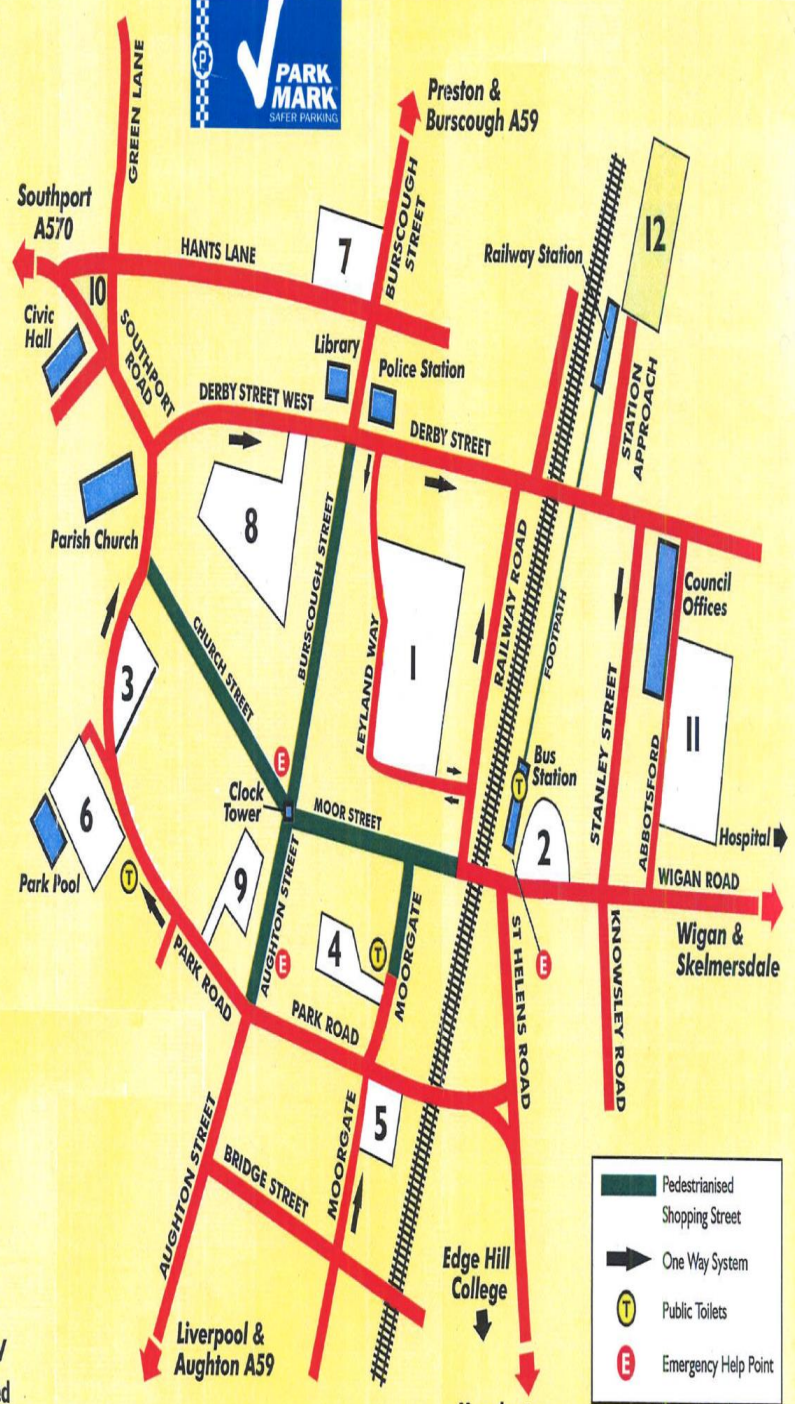 P
PARK
MARK
SAFER PARKING
GREEN LANE
Preston &
Burscough A59
Southport
A570
HANTS LANE
7
BURSCOUGH
STREET
Railway Station
12
10
Civic
Hall
SOUTHPORT
ROAD
Library
Police Station
DERBY STREET WEST
DERBY STREET
STATION
APPROACH
Parish Church
8
BURSCOUGH STREET
RAILWAY ROAD
Council
Offices
FOOTPATH
CHURCH STREET
LEYLAND WAY
1
3
STANLEY STREET
ABBOTSFORD
11
E
Clock
Tower
MOOR STREET
T
Bus
Station
6
2
Hospital
Park Pool
T
9
AUGHTON STREET
WIGAN ROAD
4
T
MOORGATE
E
E
Wigan &
Skelmersdale
PARK ROAD
PARK ROAD
ST HELENS ROAD
KNOWSLEY ROAD
5
AUGHTON STREET
BRIDGE STREET
MOORGATE
Edge Hill
College
Liverpool &
Aughton A59
Pedestrianised
Shopping Street
One Way System
T
Public Toilets
E
Emergency Help Point